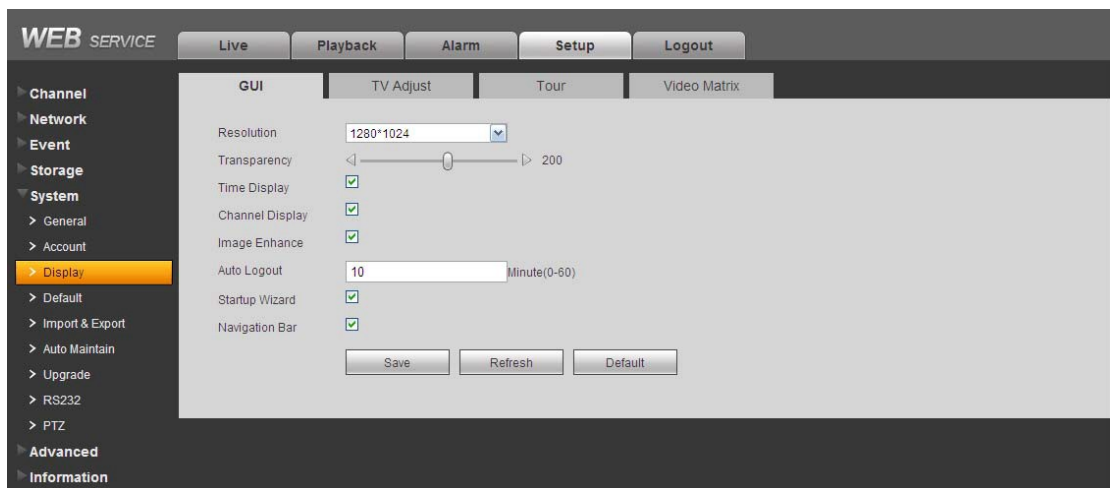 WEB SERVICE
Live
Playback
Alarm
Setup
Logout
GUI
TV Adjust
Tour
Video Matrix
Channel
Network
Event
Storage
System
> General
> Account
> Display
> Default
> Import & Export
> Auto Maintain
> Upgrade
> RS232
> PTZ
Advanced
Information
Resolution 1280*1024
Transparency 200
Time Display
Channel Display
Image Enhance
Auto Logout 10 Minute(0-60)
Startup Wizard
Navigation Bar
Save
Refresh
Default